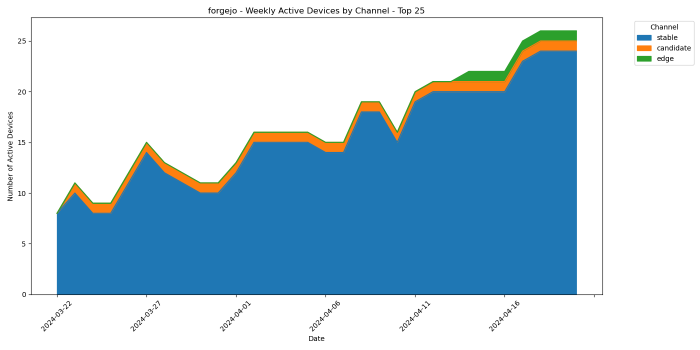 forgejo - Weekly Active Devices by Channel - Top 25
Channel
stable
candidate
edge
Number of Active Devices
25
20
15
10
5
0
2024-03-22
2024-03-27
2024-04-01
2024-04-06
2024-04-11
2024-04-16
Date